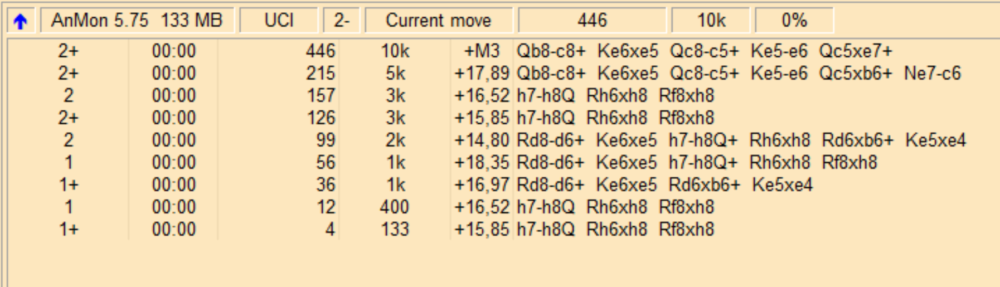 AnMon 5.75 133 MB UCI 2- Current move 446 10k 0%
2+ 00:00 446 10k +M3 Qb8-c8+ Ke6xe5 Qc8-c5+ Ke5-e6 Qc5xe7+
2+ 00:00 215 5k +17,89 Qb8-c8+ Ke6xe5 Qc8-c5+ Ke5-e6 Qc5xb6+ Ne7-c6
2 00:00 157 3k +16,52 h7-h8Q Rh6xh8 Rf8xh8
2+ 00:00 126 3k +15,85 h7-h8Q Rh6xh8 Rf8xh8
2 00:00 99 2k +14,80 Rd8-d6+ Ke6xe5 h7-h8Q+ Rh6xh8 Rd6xb6+ Ke5xe4
1 00:00 56 1k +18,35 Rd8-d6+ Ke6xe5 h7-h8Q+ Rh6xh8 Rf8xh8
1+ 00:00 36 1k +16,97 Rd8-d6+ Ke6xe5 Rd6xb6+ Ke5xe4
1 00:00 12 400 +16,52 h7-h8Q Rh6xh8 Rf8xh8
1+ 00:00 4 133 +15,85 h7-h8Q Rh6xh8 Rf8xh8